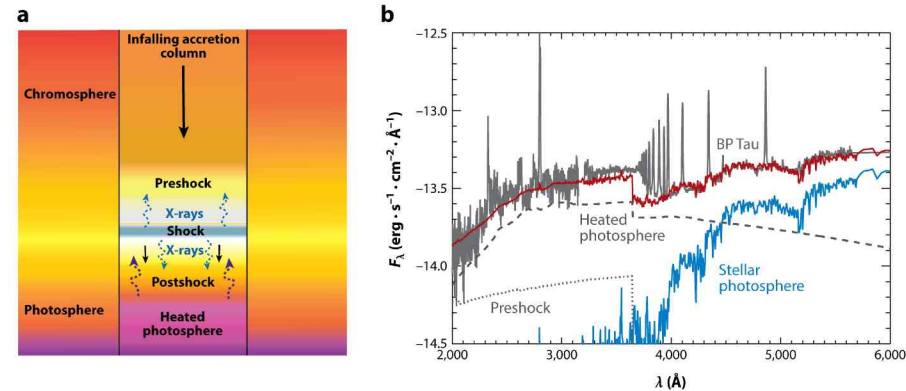 a
Infalling accretion
column
Chromosphere
Preshock
X-rays
Shock
X-rays
Postshock
Photosphere
Heated
photosphere
b
−12.5
−13.0
−13.5
−14.0
−14.5
Fλ (erg · s⁻¹ · cm⁻² · Å⁻¹)
BP Tau
Heated
photosphere
Stellar
photosphere
Preshock
2,000
3,000
4,000
5,000
6,000
λ (Å)